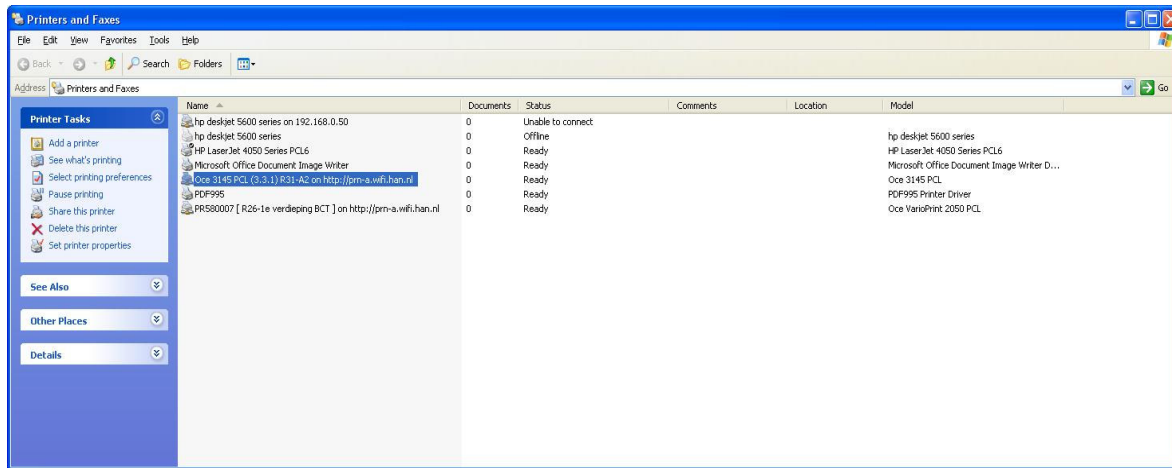 Printers and Faxes
File Edit View Favorites Tools Help
Back Search Folders
Address Printers and Faxes Go
Printer Tasks
Add a printer
See what's printing
Select printing preferences
Pause printing
Share this printer
Delete this printer
Set printer properties
See Also
Other Places
Details
Name Documents Status Comments Location Model
hp deskjet 5600 series on 192.168.0.50 0 Unable to connect
hp deskjet 5600 series 0 Offline hp deskjet 5600 series
HP LaserJet 4050 Series PCL6 0 Ready HP LaserJet 4050 Series PCL6
Microsoft Office Document Image Writer 0 Ready Microsoft Office Document Image Writer D...
Oce 3145 PCL (3.3.1) R31-A2 on http://prn-a.wifi.han.nl 0 Ready Oce 3145 PCL
PDF995 0 Ready PDF995 Printer Driver
PR580007 [ R26-1e verdieping BCT ] on http://prn-a.wifi.han.nl 0 Ready Oce VarioPrint 2050 PCL